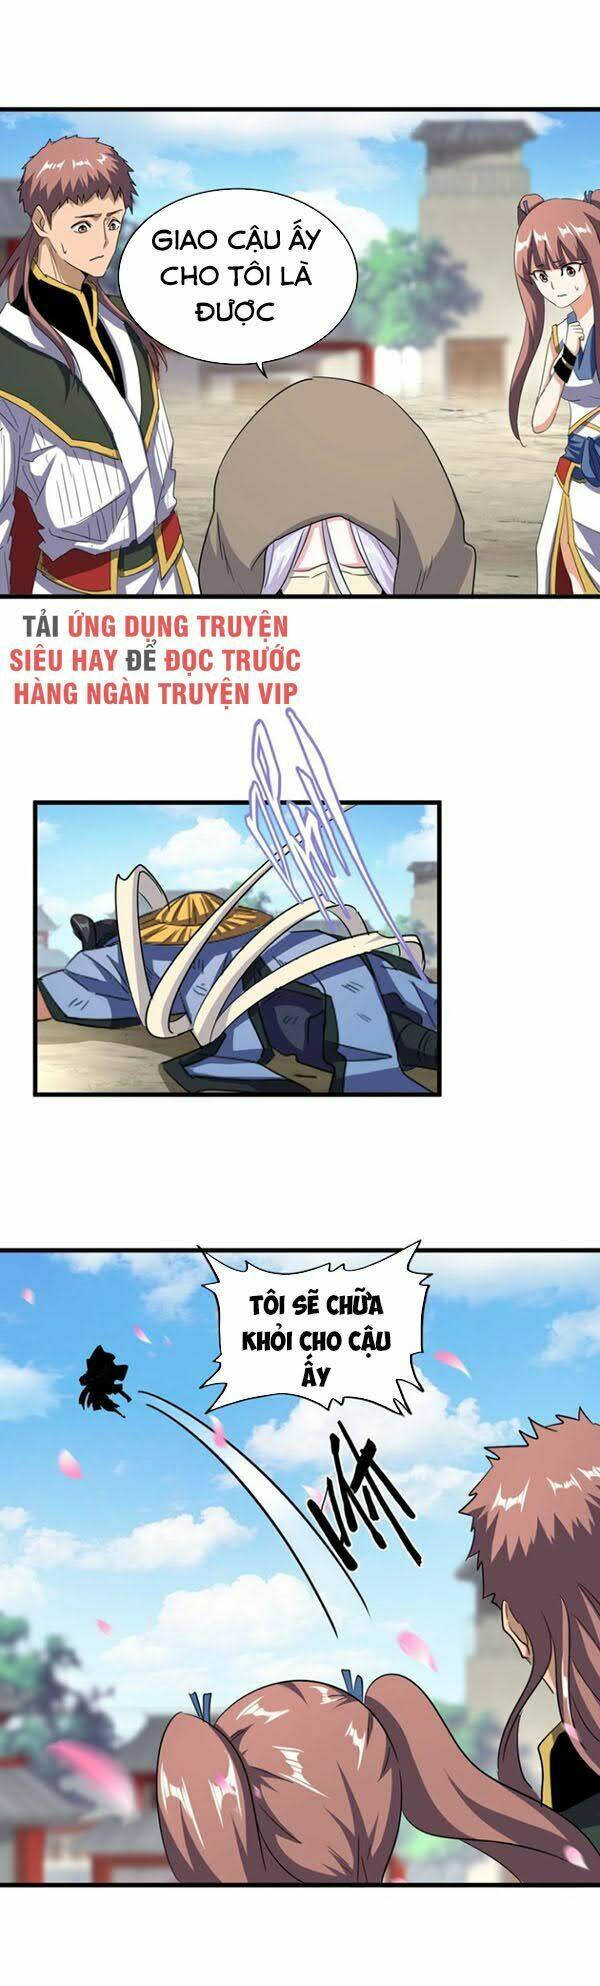 GIAO CẬU ẤY
CHO TÔI LÀ
ĐƯỢC
TẢI ỨNG DỤNG TRUYỆN
SIÊU HAY ĐỂ ĐỌC TRƯỚC
HÀNG NGÀN TRUYỆN VIP
TÔI SẼ CHỮA
KHỎI CHO CẬU
ẤY